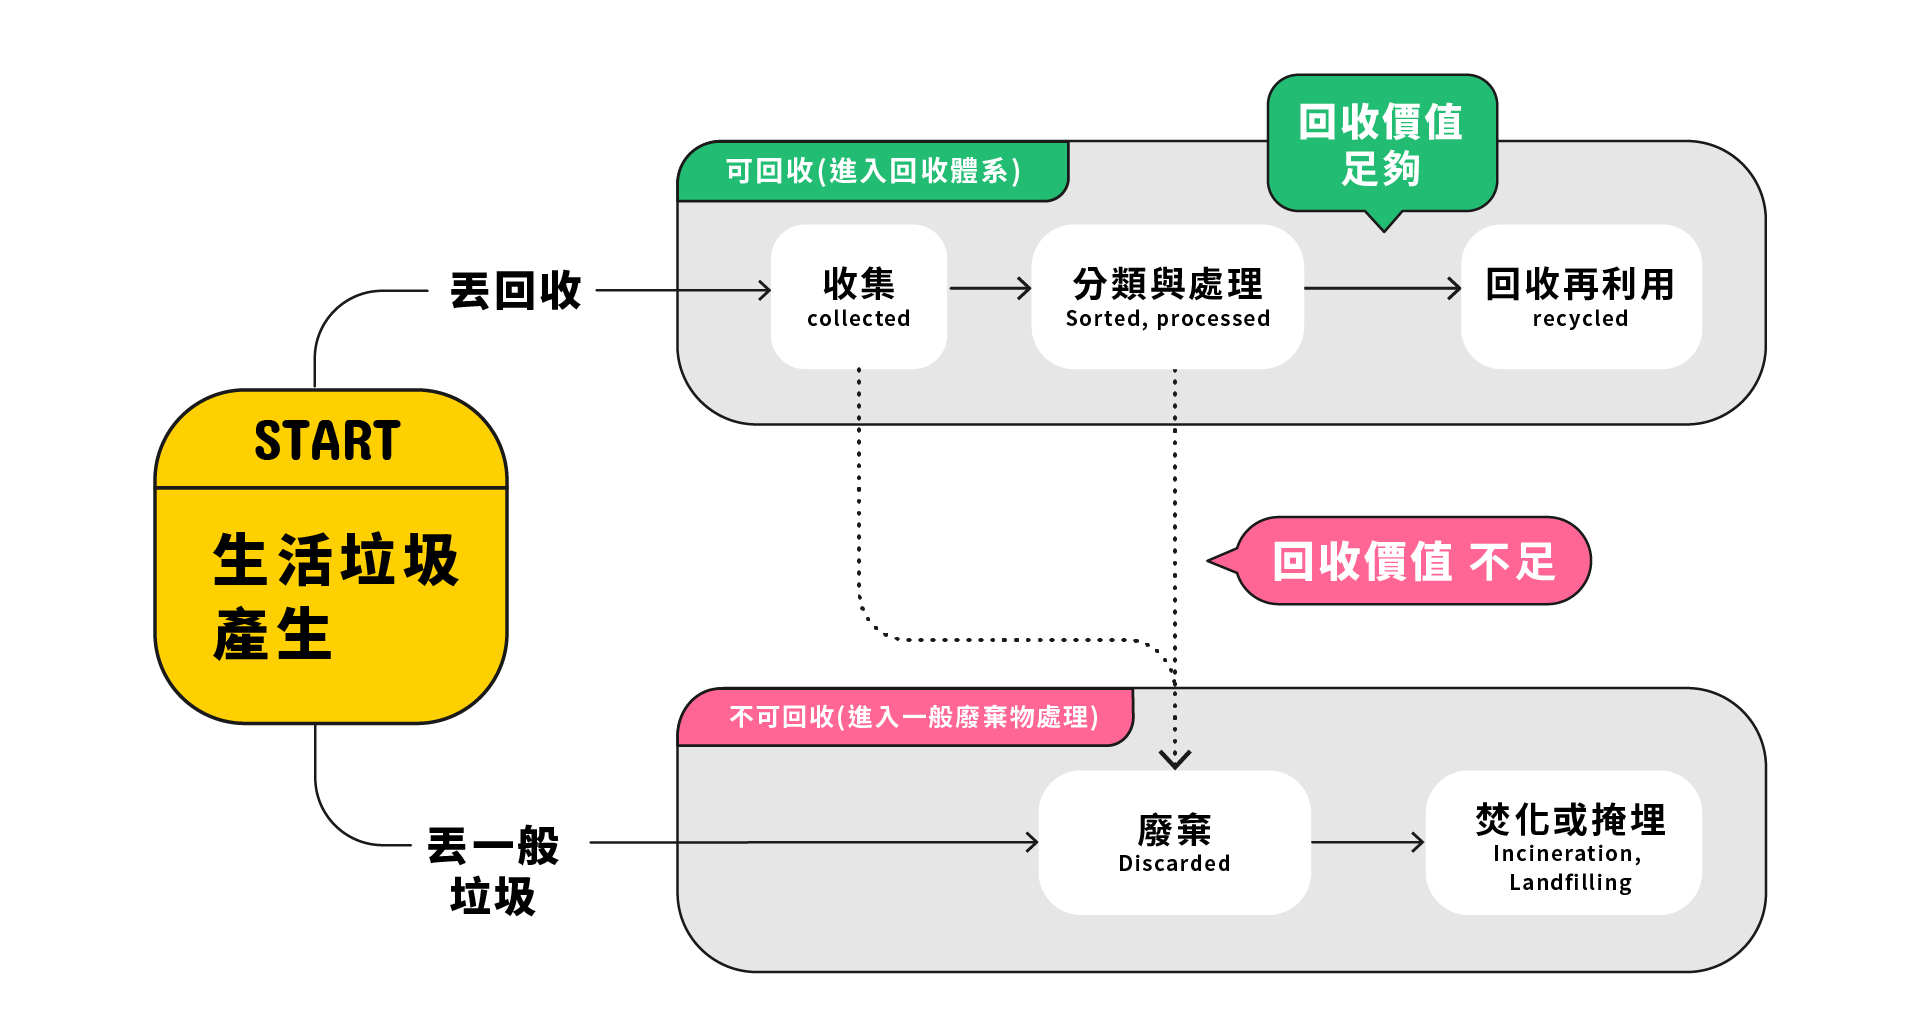 START
生活垃圾
產生
丟回收
可回收(進入回收體系)
回收價值
足夠
收集
collected
分類與處理
Sorted, processed
回收再利用
recycled
回收價值 不足
丟一般
垃圾
不可回收(進入一般廢棄物處理)
廢棄
Discarded
焚化或掩埋
Incineration,
Landfilling